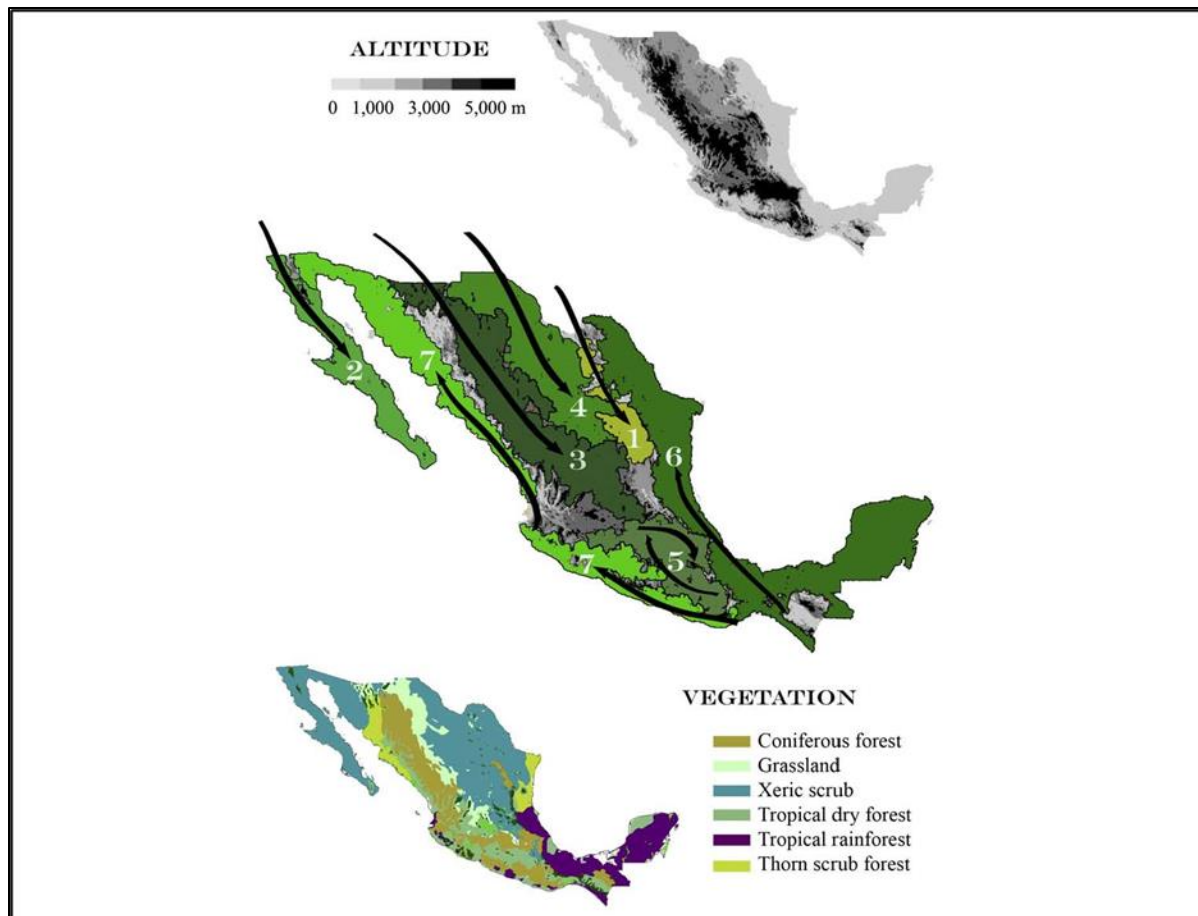 ALTITUDE
0 1,000 3,000 5,000 m
2
7
4
1
3
6
5
7
VEGETATION
Coniferous forest
Grassland
Xeric scrub
Tropical dry forest
Tropical rainforest
Thorn scrub forest